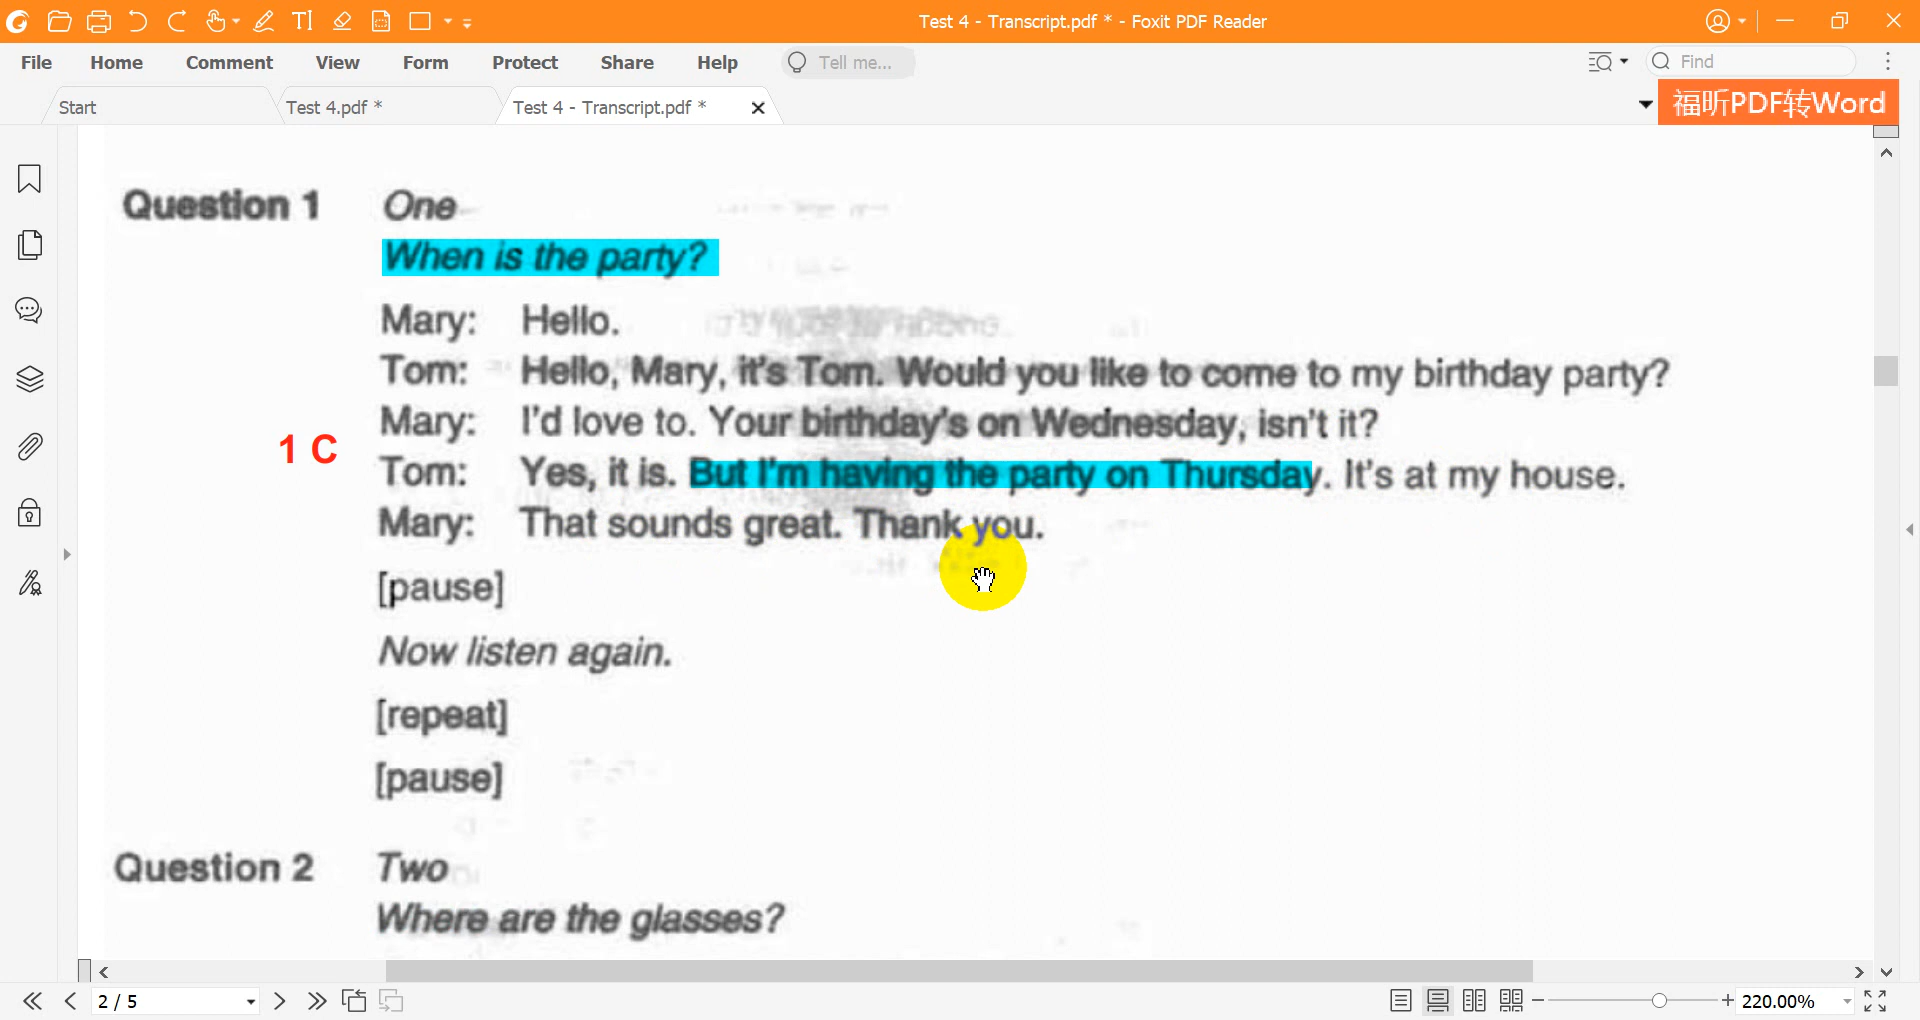 Test 4 - Transcript.pdf * - Foxit PDF Reader
File Home Comment View Form Protect Share Help Tell me... Find
Start Test 4.pdf * Test 4 - Transcript.pdf * 福昕PDF转Word
Question 1 One
When is the party?
Mary: Hello.
Tom: Hello, Mary, it's Tom. Would you like to come to my birthday party?
Mary: I'd love to. Your birthday's on Wednesday, isn't it?
1 C
Tom: Yes, it is. But I'm having the party on Thursday. It's at my house.
Mary: That sounds great. Thank you.
[pause]
Now listen again.
[repeat]
[pause]
Question 2 Two
Where are the glasses?
2 / 5 220.00%